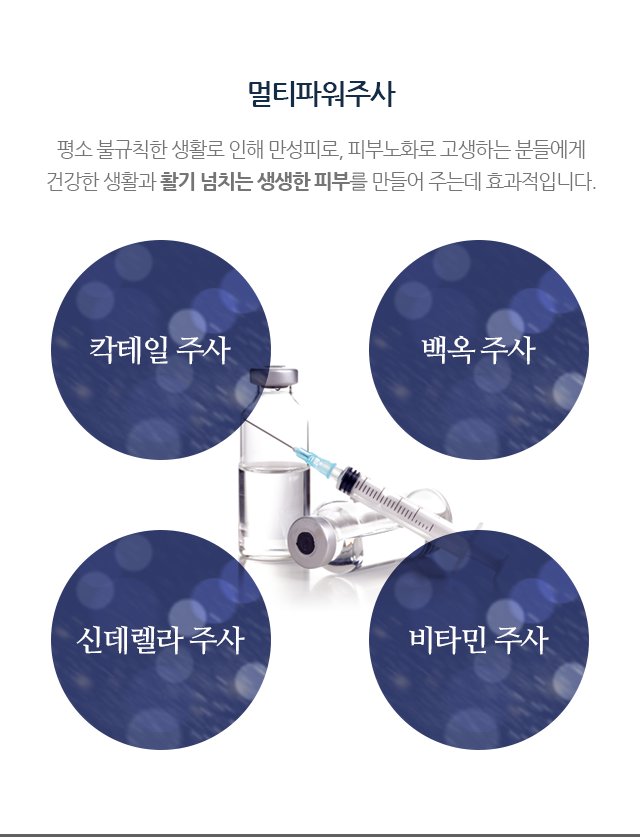 멀티파워주사
평소 불규칙한 생활로 인해 만성피로, 피부노화로 고생하는 분들에게
건강한 생활과 활기 넘치는 생생한 피부를 만들어 주는데 효과적입니다.
칵테일 주사
백옥 주사
신데렐라 주사
비타민 주사